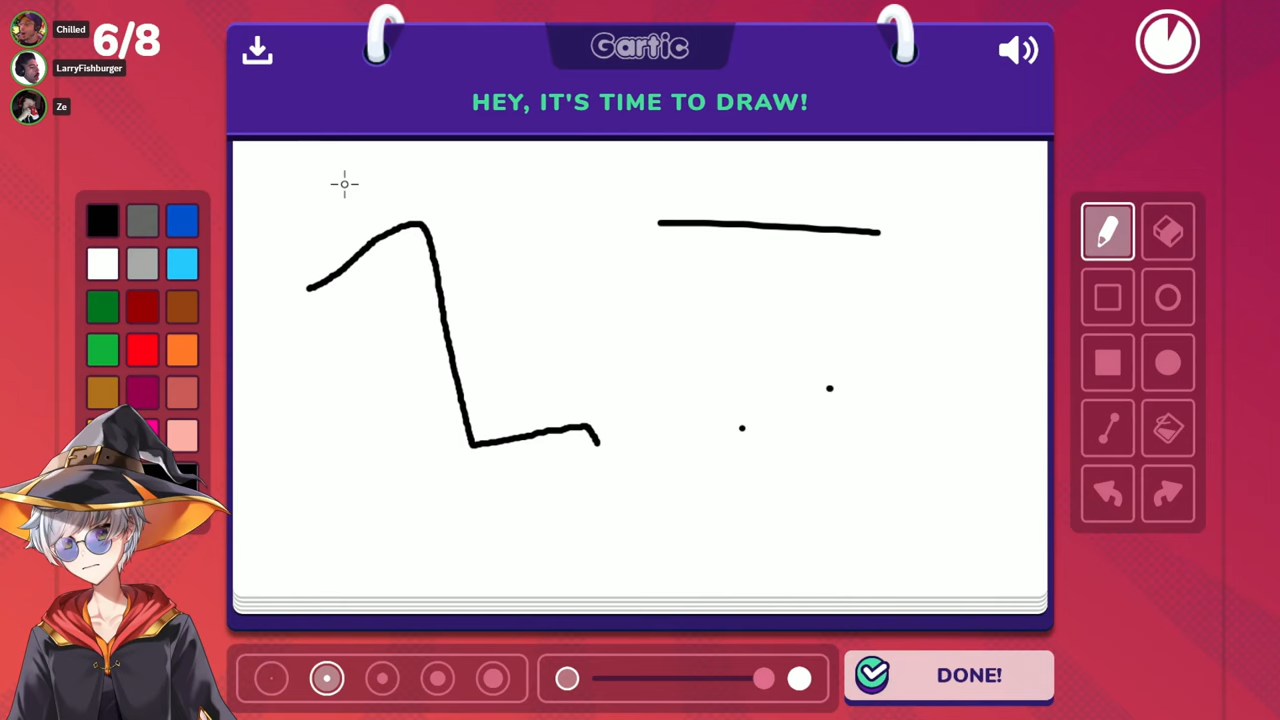 Chilled
6/8
LarryFishburger
Ze
Gartic
HEY, IT'S TIME TO DRAW!
DONE!